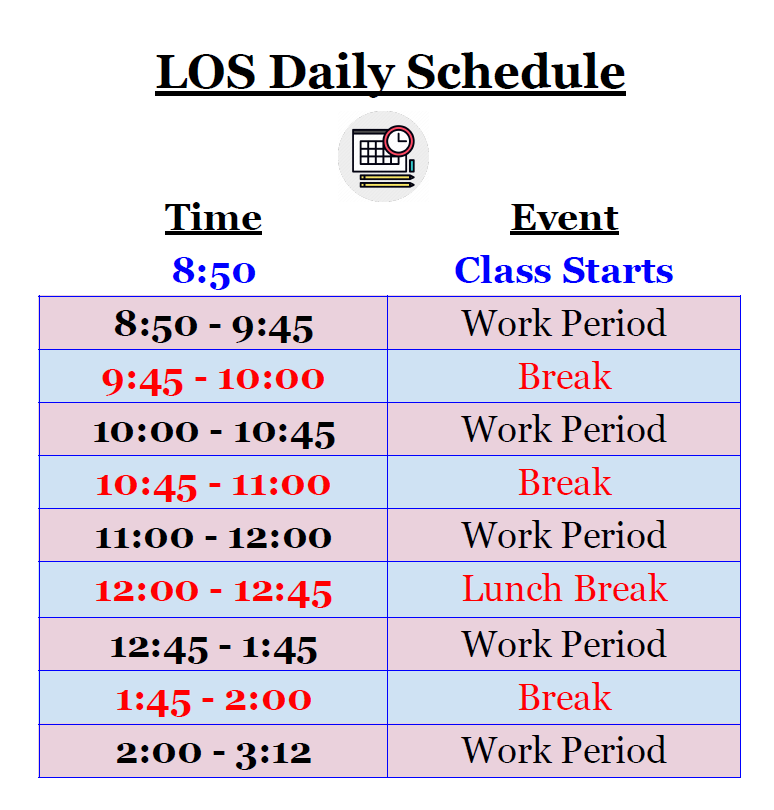 LOS Daily Schedule
Time Event
8:50 Class Starts
8:50 - 9:45 Work Period
9:45 - 10:00 Break
10:00 - 10:45 Work Period
10:45 - 11:00 Break
11:00 - 12:00 Work Period
12:00 - 12:45 Lunch Break
12:45 - 1:45 Work Period
1:45 - 2:00 Break
2:00 - 3:12 Work Period